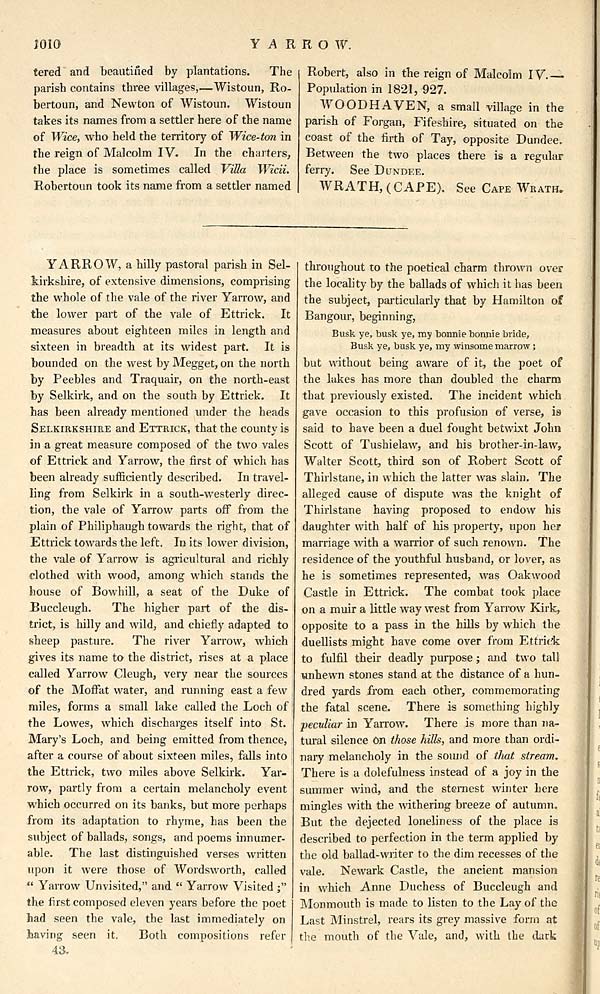 1010
YARROW.
tered and beautified by plantations. The
parish contains three villages,—Wistoun, Ro-
bertoun, and Newton of Wistoun. Wistoun
takes its names from a settler here of the name
of Wice, who held the territory of Wice-ton in
the reign of Malcolm IV. In the charters,
the place is sometimes called Villa Wicii.
Robertoun took its name from a settler named
Robert, also in the reign of Malcolm IV.—
Population in 1821, 927.
WOODHAVEN, a small village in the
parish of Forgan, Fifeshire, situated on the
coast of the firth of Tay, opposite Dundee.
Between the two places there is a regular
ferry. See DUNDEE.
WRATH, (CAPE). See CAPE WRATH.
YARROW, a hilly pastoral parish in Sel-
kirkshire, of extensive dimensions, comprising
the whole of the vale of the river Yarrow, and
the lower part of the vale of Ettrick. It
measures about eighteen miles in length and
sixteen in breadth at its widest part. It is
bounded on the west by Megget, on the north
by Peebles and Traquair, on the north-east
by Selkirk, and on the south by Ettrick. It
has been already mentioned under the heads
SELKIRKSHIRE and ETTRICK, that the county is
in a great measure composed of the two vales
of Ettrick and Yarrow, the first of which has
been already sufficiently described. In travel-
ling from Selkirk in a south-westerly direc-
tion, the vale of Yarrow parts off from the
plain of Philiphaugh towards the right, that of
Ettrick towards the left. In its lower division,
the vale of Yarrow is agricultural and richly
clothed with wood, among which stands the
house of Bowhill, a seat of the Duke of
Buccleugh. The higher part of the dis-
trict, is hilly and wild, and chiefly adapted to
sheep pasture. The river Yarrow, which
gives its name to the district, rises at a place
called Yarrow Cleugh, very near the sources
of the Moffat water, and running east a few
miles, forms a small lake called the Loch of
the Lowes, which discharges itself into St.
Mary's Loch, and being emitted from thence,
after a course of about sixteen miles, falls into
the Ettrick, two miles above Selkirk. Yar-
row, partly from a certain melancholy event
which occurred on its banks, but more perhaps
from its adaptation to rhyme, has been the
subject of ballads, songs, and poems innumer-
able. The last distinguished verses written
upon it were those of Wordsworth, called
“ Yarrow Unvisited,” and “ Yarrow Visited ;”
the first composed eleven years before the poet
had seen the vale, the last immediately on
having seen it. Both compositions refer
43.
throughout to the poetical charm thrown over
the locality by the ballads of which it has been
the subject, particularly that by Hamilton of
Bangour, beginning,
Busk ye, busk ye, my bonnie bonnie bride,
Busk ye, busk ye, my winsome marrow ;
but without being aware of it, the poet of
the lakes has more than doubled the charm
that previously existed. The incident which
gave occasion to this profusion of verse, is
said to have been a duel fought betwixt John
Scott of Tushielaw, and his brother-in-law,
Walter Scott, third son of Robert Scott of
Thirlstane, in which the latter was slain. The
alleged cause of dispute was the knight of
Thirlstane having proposed to endow his
daughter with half of his property, upon her
marriage with a warrior of such renown. The
residence of the youthful husband, or lover, as
he is sometimes represented, was Oakwood
Castle in Ettrick. The combat took place
on a muir a little way west from Yarrow Kirk,
opposite to a pass in the hills by which the
duellists might have come over from Ettrick
to fulfil their deadly purpose ; and two tall
unhewn stones stand at the distance of a hun-
dred yards from each other, commemorating
the fatal scene. There is something highly
peculiar in Yarrow. There is more than na-
tural silence on those hills, and more than ordi-
nary melancholy in the sound of that stream.
There is a dolefulness instead of a joy in the
summer wind, and the sternest winter here
mingles with the withering breeze of autumn.
But the dejected loneliness of the place is
described to perfection in the term applied by
the old ballad-writer to the dim recesses of the
vale. Newark Castle, the ancient mansion
in which Anne Duchess of Buccleugh and
Monmouth is made to listen to the Lay of the
Last Minstrel, rears its grey massive form at
the mouth of the Vale, and, with the dark